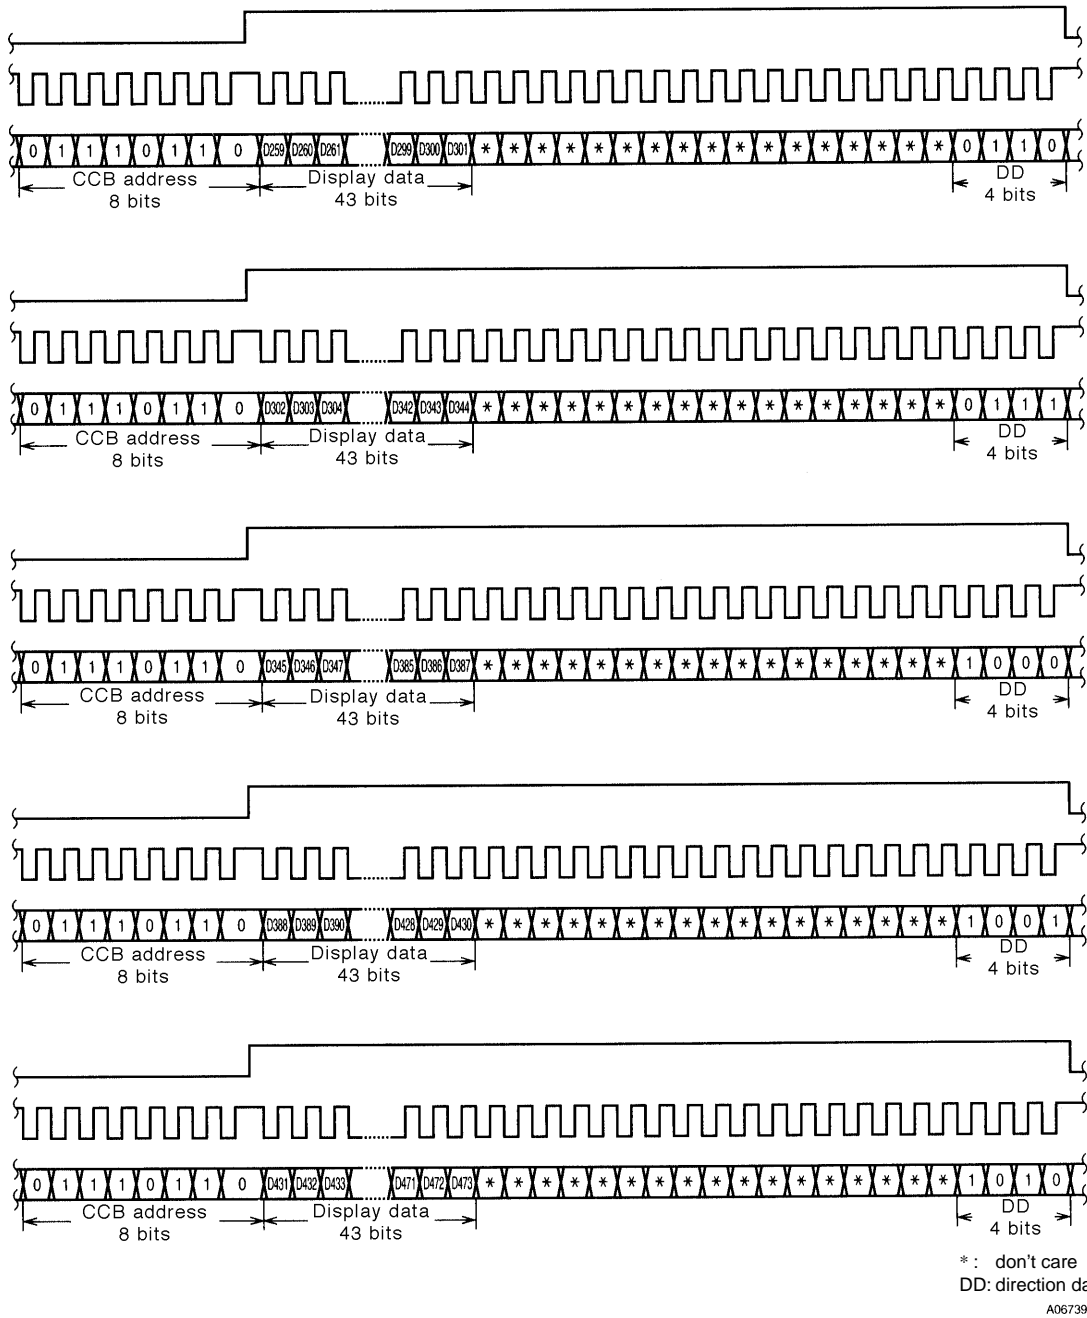 0 1 1 1 0 1 1 0 D259 D260 D261 D299 D300 D301 * * * * * * * * * * * * * * * * * 0 1 1 0
CCB address Display data DD
8 bits 43 bits 4 bits
0 1 1 1 0 1 1 0 D302 D303 D304 D342 D343 D344 * * * * * * * * * * * * * * * * * 0 1 1 1
CCB address Display data DD
8 bits 43 bits 4 bits
0 1 1 1 0 1 1 0 D345 D346 D347 D385 D386 D387 * * * * * * * * * * * * * * * * * 1 0 0 0
CCB address Display data DD
8 bits 43 bits 4 bits
0 1 1 1 0 1 1 0 D388 D389 D390 D428 D429 D430 * * * * * * * * * * * * * * * * * 1 0 0 1
CCB address Display data DD
8 bits 43 bits 4 bits
0 1 1 1 0 1 1 0 D431 D432 D433 D471 D472 D473 * * * * * * * * * * * * * * * * * 1 0 1 0
CCB address Display data DD
8 bits 43 bits 4 bits
* : don't care
DD: direction da
A06739